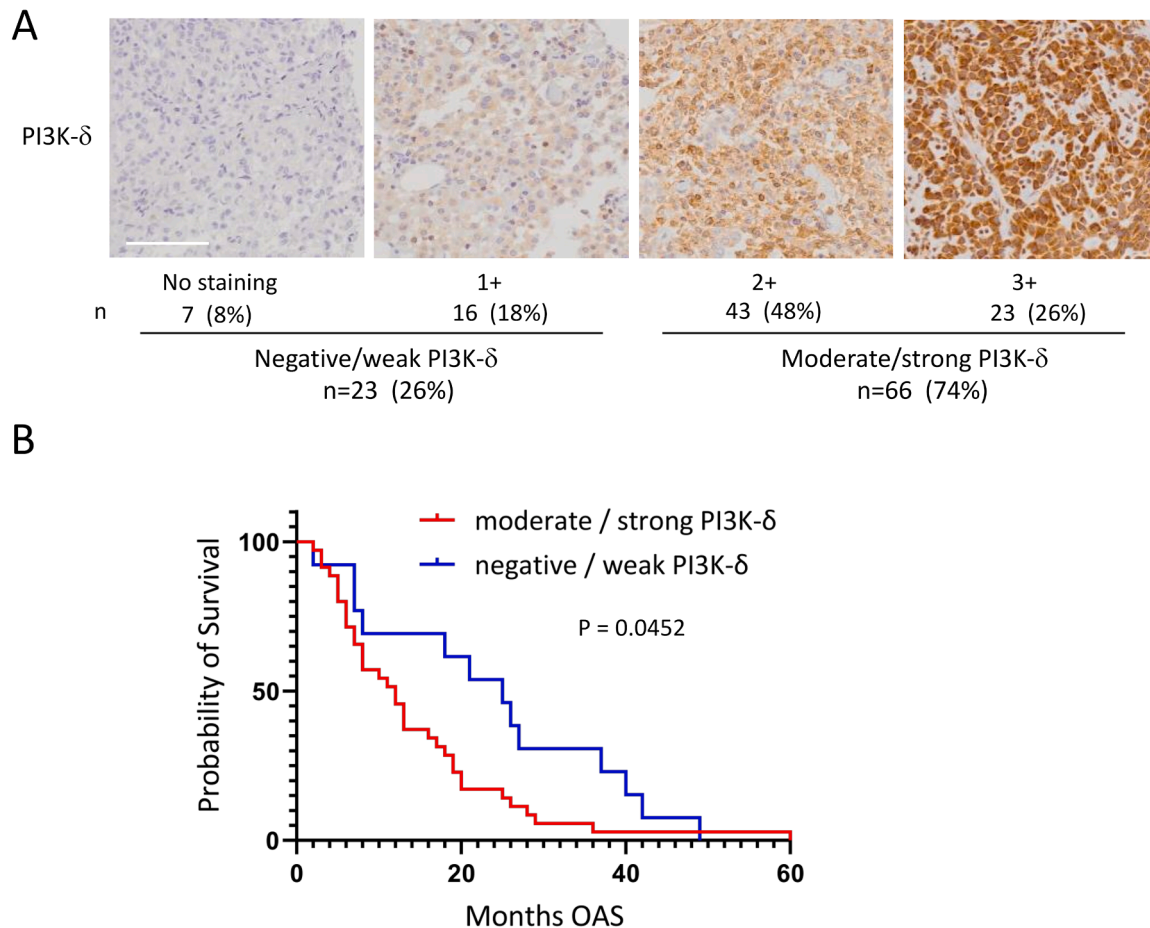 A
PI3K-δ
No staining 1+ 2+ 3+
n 7 (8%) 16 (18%) 43 (48%) 23 (26%)
Negative/weak PI3K-δ Moderate/strong PI3K-δ
n=23 (26%) n=66 (74%)
B
moderate / strong PI3K-δ
negative / weak PI3K-δ
P = 0.0452
Probability of Survival
100
50
0
0 20 40 60
Months OAS